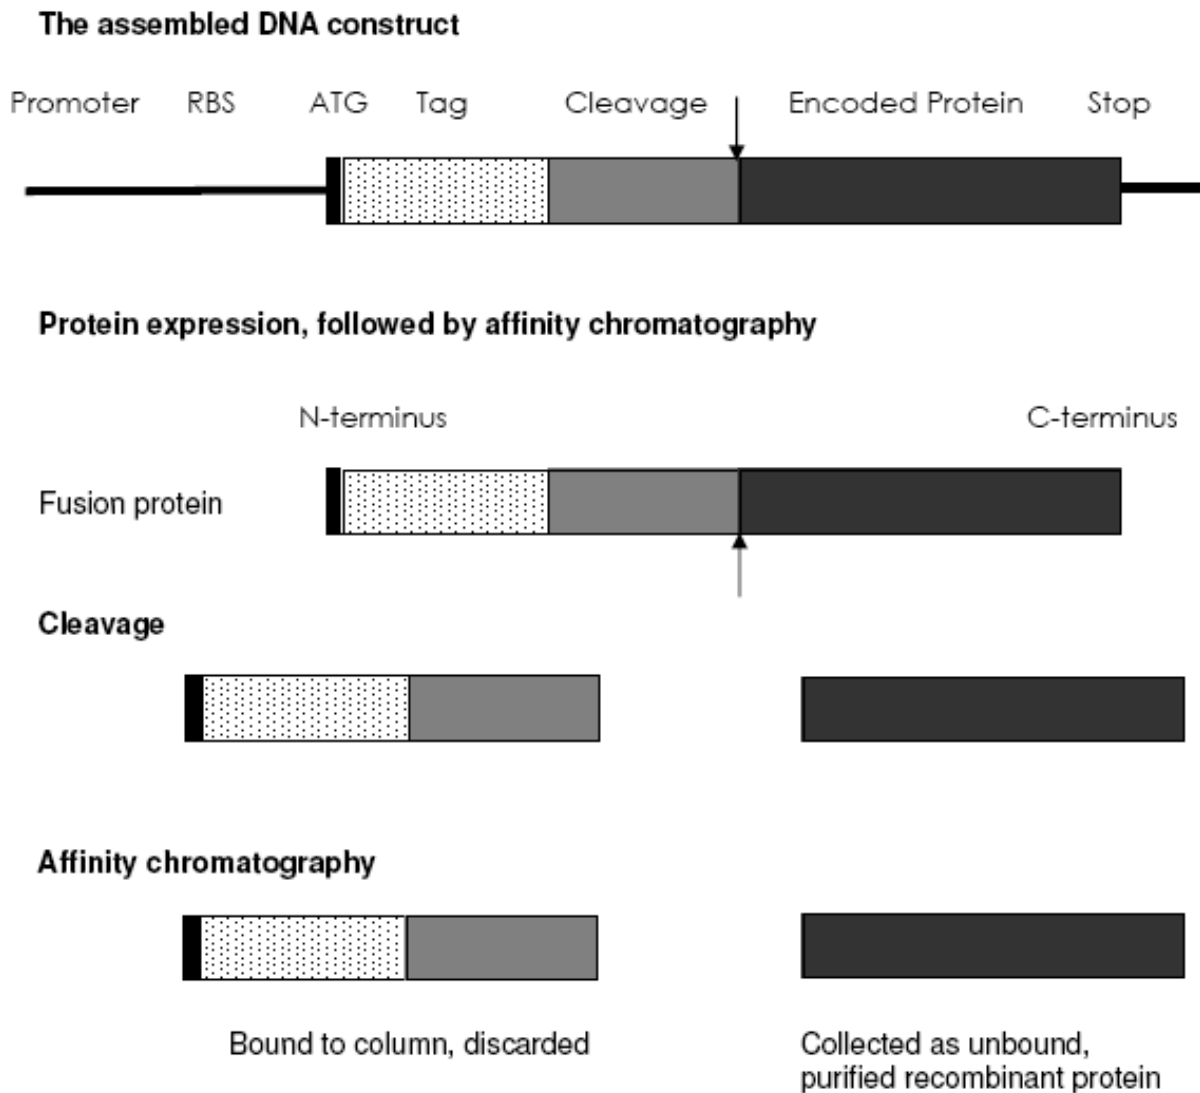 The assembled DNA construct
Promoter RBS ATG Tag Cleavage Encoded Protein Stop
Protein expression, followed by affinity chromatography
N-terminus C-terminus
Fusion protein
Cleavage
Affinity chromatography
Bound to column, discarded
Collected as unbound,
purified recombinant protein